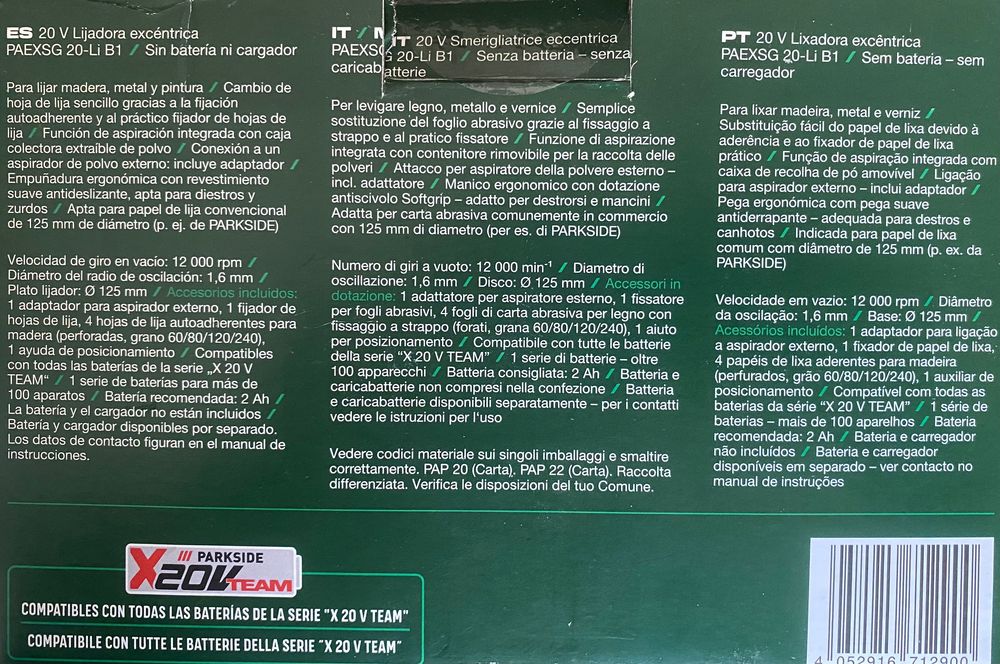 ES 20 V Lijadora excéntrica
PAEXSG 20-Li B1 / Sin batería ni cargador
Para lijar madera, metal y pintura / Cambio de
hoja de lija sencillo gracias a la fijación
autoadherente y al práctico fijador de hojas de
lija / Función de aspiración integrada con caja
colectora extraíble de polvo / Conexión a un
aspirador de polvo externo: incluye adaptador /
Empuñadura ergonómica con revestimiento
suave antideslizante, apta para diestros y
zurdos / Apta para papel de lija convencional
de 125 mm de diámetro (p. ej. de PARKSIDE)
Velocidad de giro en vacío: 12 000 rpm /
Diámetro del radio de oscilación: 1,6 mm /
Plato lijador: Ø 125 mm / Accesorios incluidos:
1 adaptador para aspirador externo, 1 fijador de
hojas de lija, 4 hojas de lija autoadherentes para
madera (perforadas, grano 60/80/120/240),
1 ayuda de posicionamiento / Compatibles
con todas las baterías de la serie „X 20 V
TEAM“ / 1 serie de baterías para más de
100 aparatos / Batería recomendada: 2 Ah /
La batería y el cargador no están incluidos /
Batería y cargador disponibles por separado.
Los datos de contacto figuran en el manual de
instrucciones.
IT /
PAEXSG
caricab
IT 20 V Smerigliatrice eccentrica
G 20-Li B1 / Senza batteria – senza
atterie
Per levigare legno, metallo e vernice / Semplice
sostituzione del foglio abrasivo grazie al fissaggio a
strappo e al pratico fissatore / Funzione di aspirazione
integrata con contenitore rimovibile per la raccolta delle
polveri / Attacco per aspiratore della polvere esterno –
incl. adattatore / Manico ergonomico con dotazione
antiscivolo Softgrip – adatto per destrorsi e mancini /
Adatta per carta abrasiva comunemente in commercio
con 125 mm di diametro (per es. di PARKSIDE)
Numero di giri a vuoto: 12 000 min⁻¹ / Diametro di
oscillazione: 1,6 mm / Disco: Ø 125 mm / Accessori in
dotazione: 1 adattatore per aspiratore esterno, 1 fissatore
per fogli abrasivi, 4 fogli di carta abrasiva per legno con
fissaggio a strappo (forati, grana 60/80/120/240), 1 aiuto
per posizionamento / Compatibile con tutte le batterie
della serie “X 20 V TEAM” / 1 serie di batterie – oltre
100 apparecchi / Batteria consigliata: 2 Ah / Batteria e
caricabatterie non compresi nella confezione / Batteria
e caricabatterie disponibili separatamente – per i contatti
vedere le istruzioni per l‘uso
Vedere codici materiale sui singoli imballaggi e smaltire
correttamente. PAP 20 (Carta). PAP 22 (Carta). Raccolta
differenziata. Verifica le disposizioni del tuo Comune.
PT 20 V Lixadora excêntrica
PAEXSG 20-Li B1 / Sem bateria – sem
carregador
Para lixar madeira, metal e verniz /
Substituição fácil do papel de lixa devido à
aderência e ao fixador de papel de lixa
prático / Função de aspiração integrada com
caixa de recolha de pó amovível / Ligação
para aspirador externo – inclui adaptador /
Pega ergonómica com pega suave
antiderrapante – adequada para destros e
canhotos / Indicada para papel de lixa
comum com diâmetro de 125 mm (p. ex. da
PARKSIDE)
Velocidade em vazio: 12 000 rpm / Diâmetro
da oscilação: 1,6 mm / Base: Ø 125 mm /
Acessórios incluídos: 1 adaptador para ligação
a aspirador externo, 1 fixador de papel de lixa,
4 papéis de lixa aderentes para madeira
(perfurados, grão 60/80/120/240), 1 auxiliar de
posicionamento / Compatível com todas as
baterias da série “X 20 V TEAM” / 1 série de
baterias – mais de 100 aparelhos / Bateria
recomendada: 2 Ah / Bateria e carregador
não incluídos / Bateria e carregador
disponíveis em separado – ver contacto no
manual de instruções
/// PARKSIDE
X20V TEAM
COMPATIBLES CON TODAS LAS BATERÍAS DE LA SERIE "X 20 V TEAM"
COMPATIBILE CON TUTTE LE BATTERIE DELLA SERIE "X 20 V TEAM"
4 052916 712900